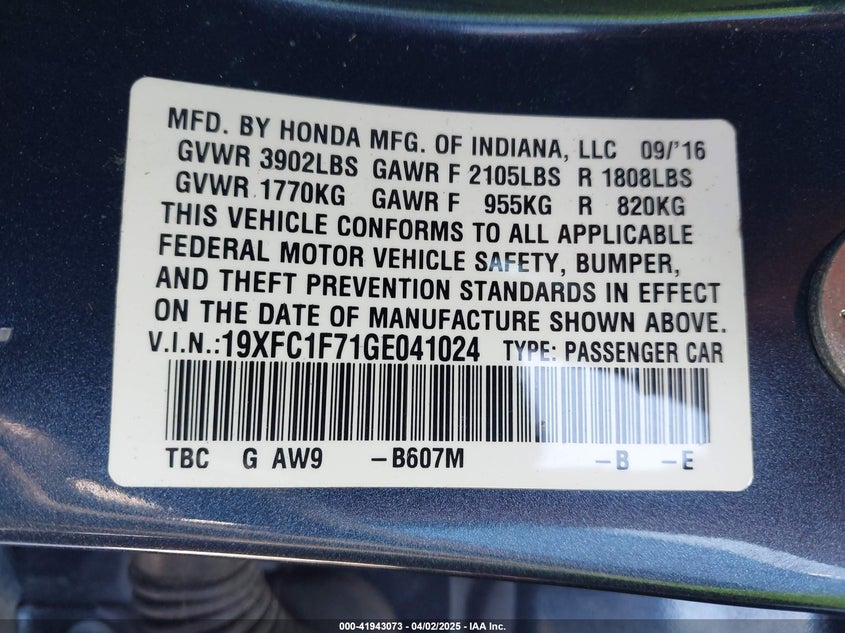 MFD. BY HONDA MFG. OF INDIANA, LLC 09/'16
GVWR 3902LBS GAWR F 2105LBS R 1808LBS
GVWR 1770KG GAWR F 955KG R 820KG
THIS VEHICLE CONFORMS TO ALL APPLICABLE
FEDERAL MOTOR VEHICLE SAFETY, BUMPER,
AND THEFT PREVENTION STANDARDS IN EFFECT
ON THE DATE OF MANUFACTURE SHOWN ABOVE.
V.I.N.:19XFC1F71GE041024 TYPE: PASSENGER CAR
TBC G AW9 –B607M –B –E
000-41943073 - 04/02/2025 - IAA Inc.